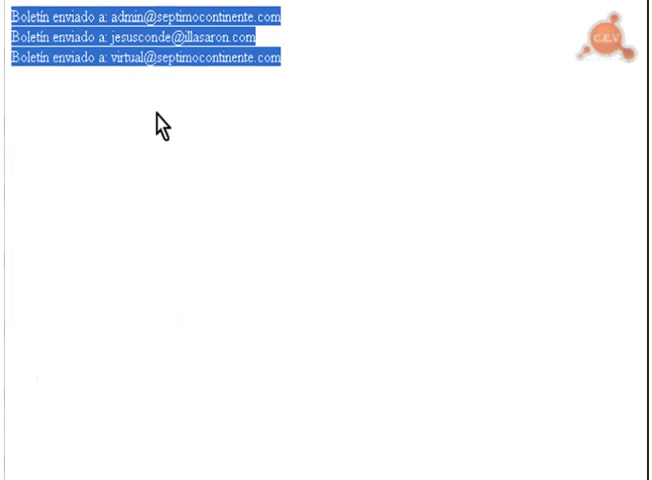 Boletín enviado a: admin@septimocontinente.com
Boletín enviado a: jesusconde@illasaron.com
Boletín enviado a: virtual@septimocontinente.com
C.E.V